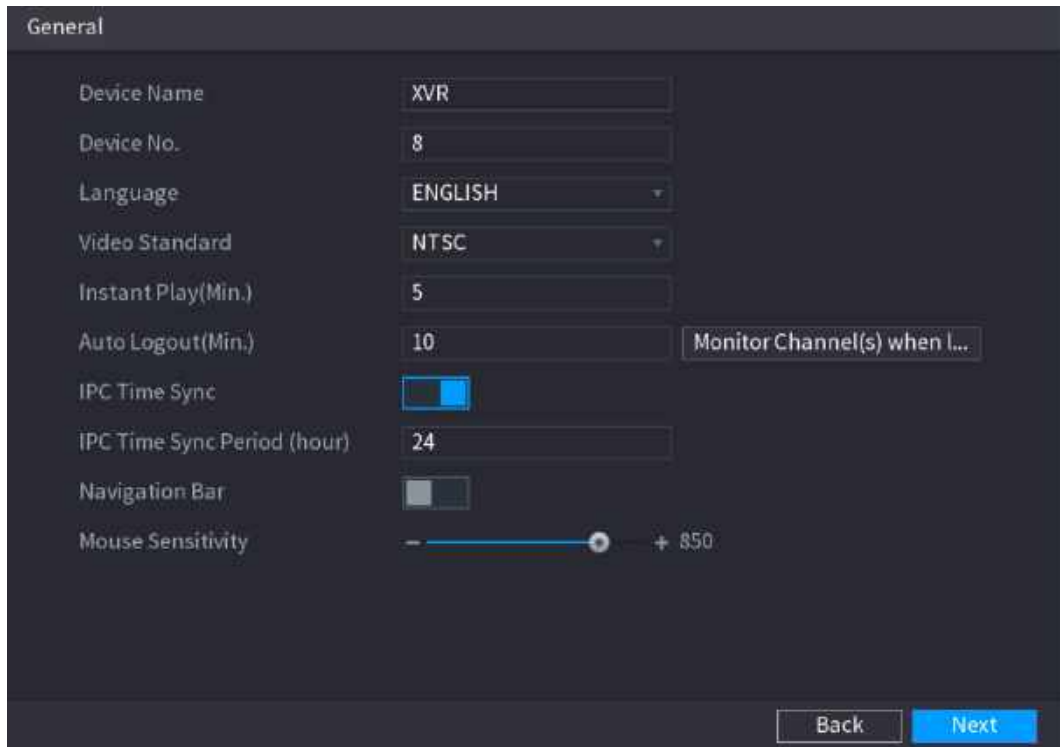 General
Device Name XVR
Device No. 8
Language ENGLISH
Video Standard NTSC
Instant Play(Min.) 5
Auto Logout(Min.) 10 Monitor Channel(s) when l...
IPC Time Sync
IPC Time Sync Period (hour) 24
Navigation Bar
Mouse Sensitivity − + 850
Back Next